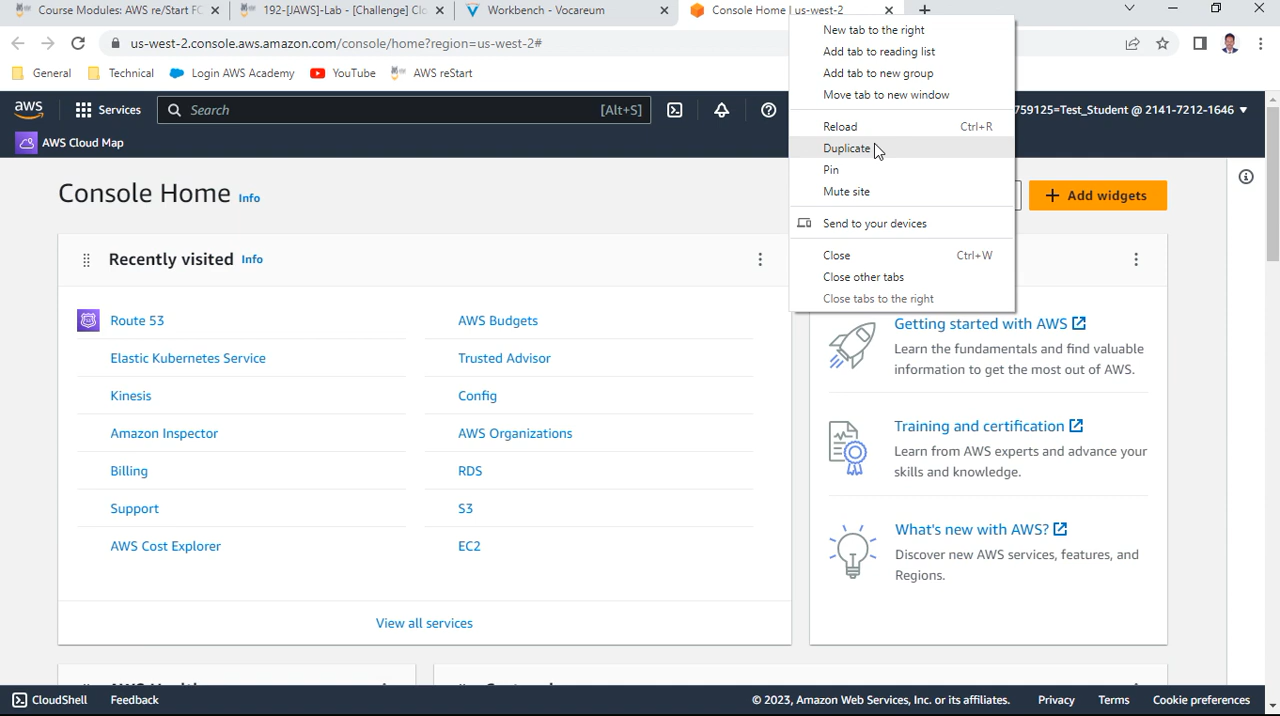 Course Modules: AWS re/Start FC
192-[JAWS]-Lab - [Challenge] Clo
Workbench - Vocareum
Console Home | us-west-2
us-west-2.console.aws.amazon.com/console/home?region=us-west-2#
General
Technical
Login AWS Academy
YouTube
AWS reStart
New tab to the right
Add tab to reading list
Add tab to new group
Move tab to new window
Reload Ctrl+R
Duplicate
Pin
Mute site
Send to your devices
Close Ctrl+W
Close other tabs
Close tabs to the right
aws
Services
Search [Alt+S]
759125=Test_Student @ 2141-7212-1646
AWS Cloud Map
Console Home Info
Add widgets
Recently visited Info
Route 53
AWS Budgets
Elastic Kubernetes Service
Trusted Advisor
Kinesis
Config
Amazon Inspector
AWS Organizations
Billing
RDS
Support
S3
AWS Cost Explorer
EC2
View all services
Getting started with AWS
Learn the fundamentals and find valuable
information to get the most out of AWS.
Training and certification
Learn from AWS experts and advance your
skills and knowledge.
What's new with AWS?
Discover new AWS services, features, and
Regions.
CloudShell
Feedback
© 2023, Amazon Web Services, Inc. or its affiliates.
Privacy
Terms
Cookie preferences